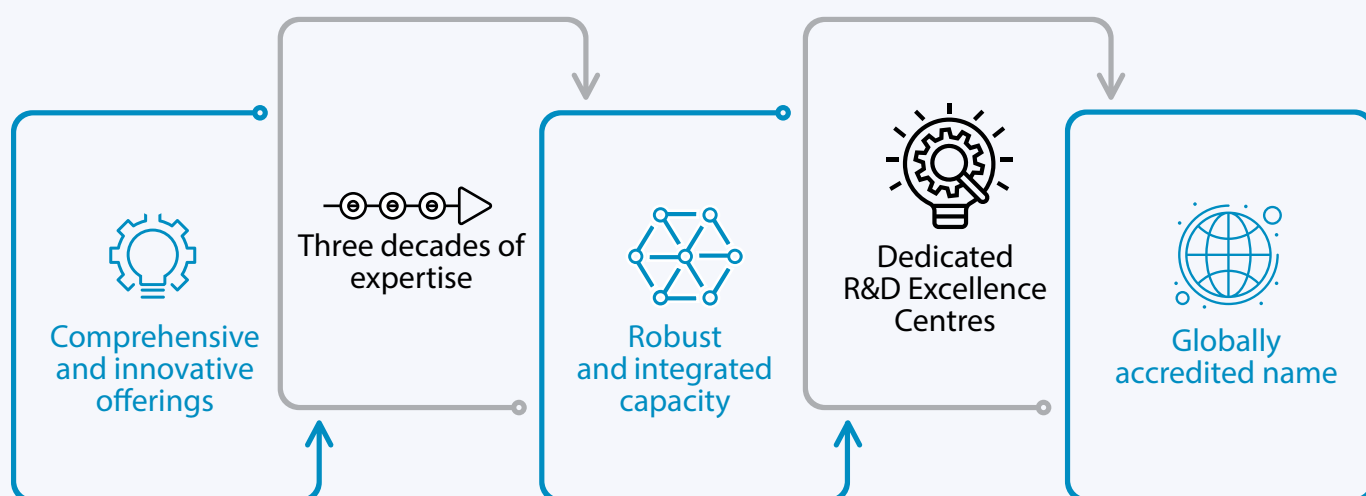 Comprehensive
and innovative
offerings
Three decades of
expertise
Robust
and integrated
capacity
Dedicated
R&D Excellence
Centres
Globally
accredited name